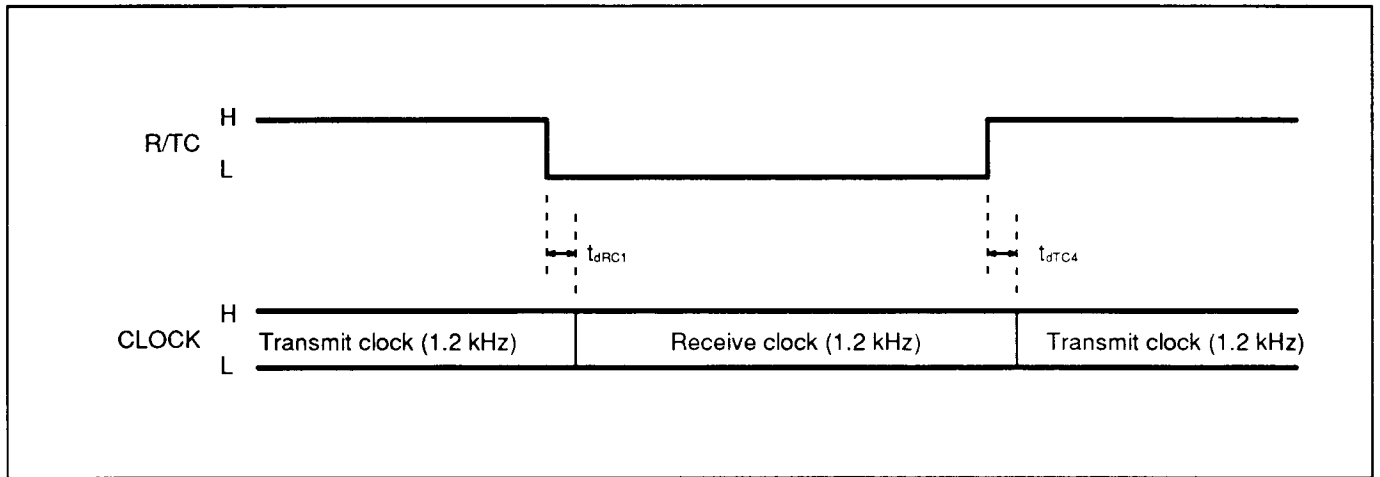 H
R/TC
L
tdRC1
tdTC4
H
CLOCK
Transmit clock (1.2 kHz)
Receive clock (1.2 kHz)
Transmit clock (1.2 kHz)
L